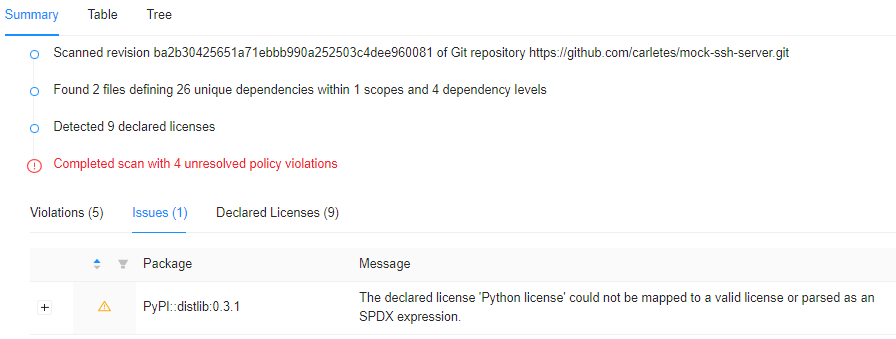 Summary Table Tree
Scanned revision ba2b30425651a71ebbb990a252503c4dee960081 of Git repository https://github.com/carletes/mock-ssh-server.git
Found 2 files defining 26 unique dependencies within 1 scopes and 4 dependency levels
Detected 9 declared licenses
Completed scan with 4 unresolved policy violations
Violations (5) Issues (1) Declared Licenses (9)
Package Message
PyPI::distlib:0.3.1 The declared license 'Python license' could not be mapped to a valid license or parsed as an
SPDX expression.